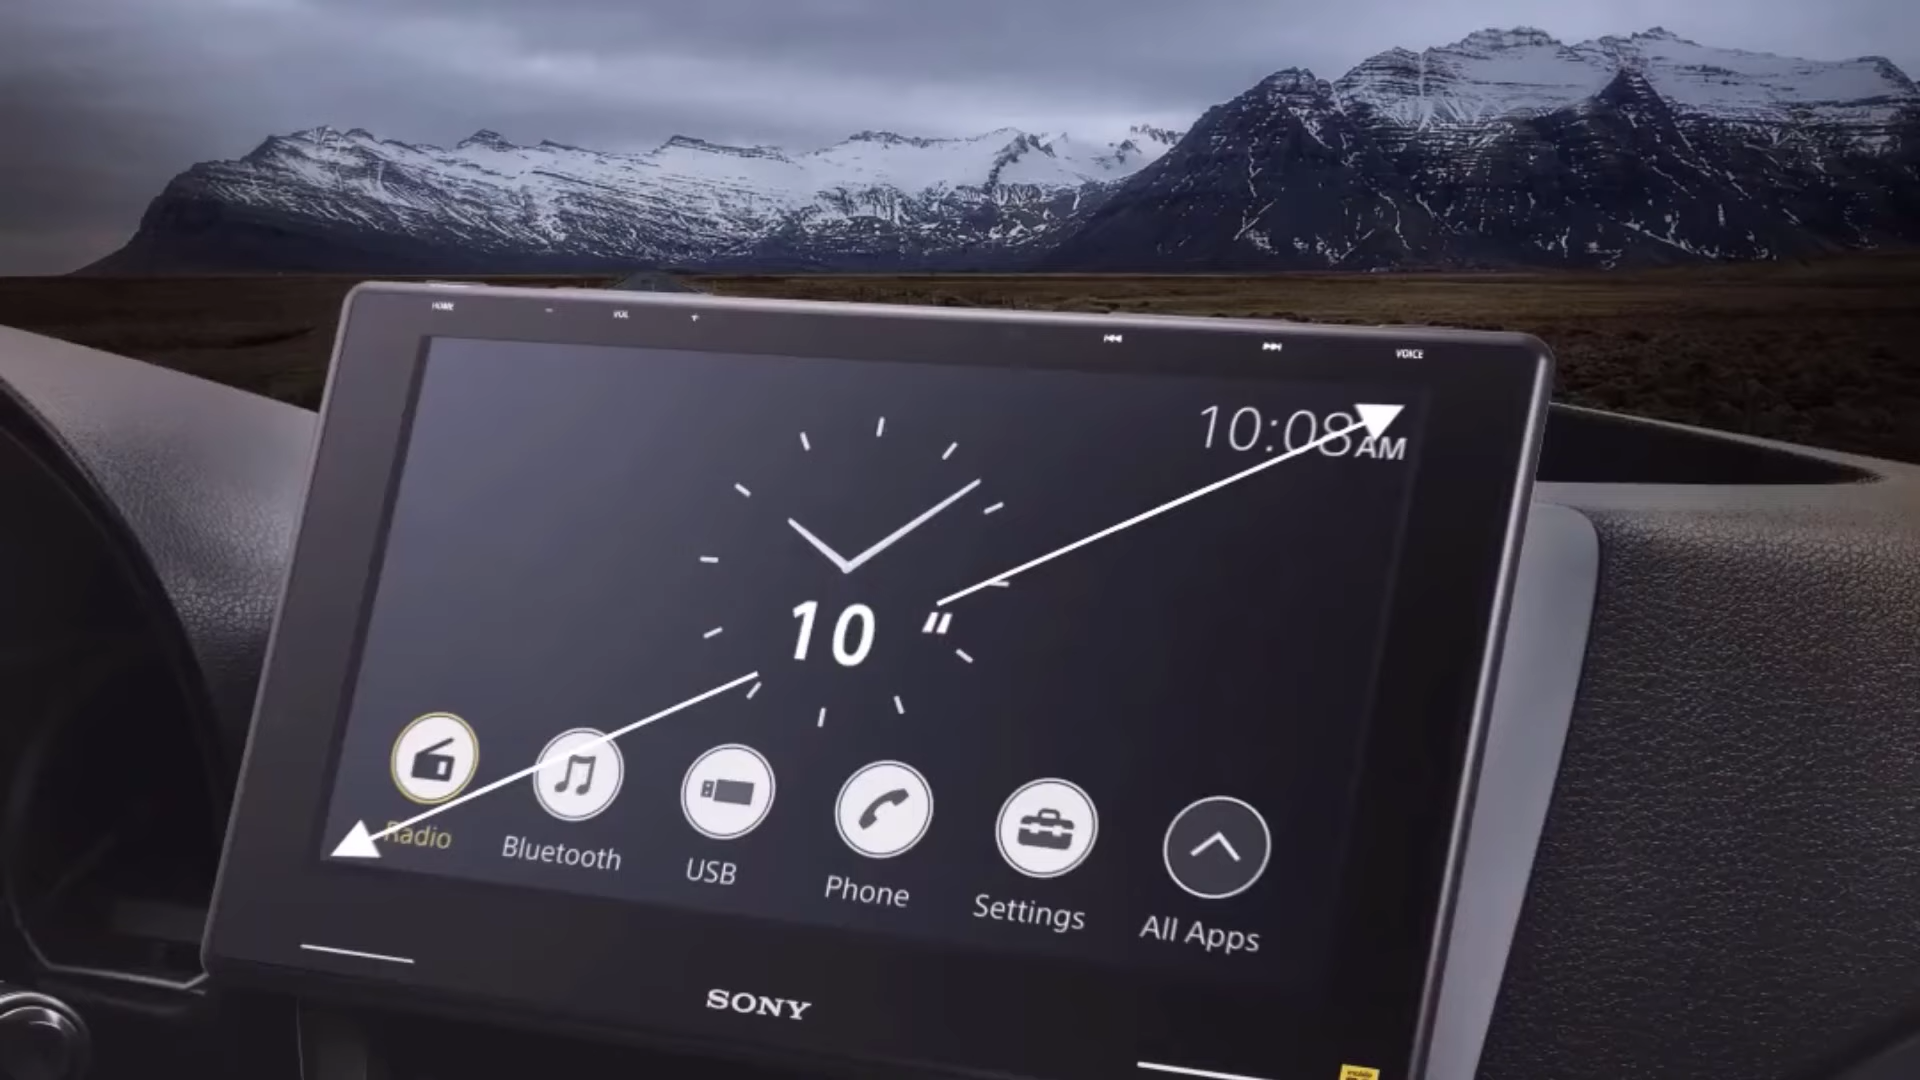 HOME - VOL + VOICE
10:08AM
10"
Radio
Bluetooth
USB
Phone
Settings
All Apps
SONY